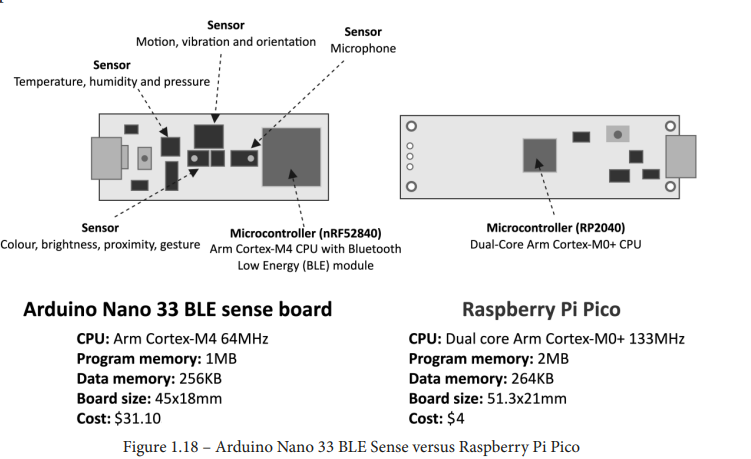 Sensor
Motion, vibration and orientation
Sensor
Microphone
Sensor
Temperature, humidity and pressure
Sensor
Colour, brightness, proximity, gesture
Microcontroller (nRF52840)
Arm Cortex-M4 CPU with Bluetooth
Low Energy (BLE) module
Microcontroller (RP2040)
Dual-Core Arm Cortex-M0+ CPU
Arduino Nano 33 BLE sense board
CPU: Arm Cortex-M4 64MHz
Program memory: 1MB
Data memory: 256KB
Board size: 45x18mm
Cost: $31.10
Raspberry Pi Pico
CPU: Dual core Arm Cortex-M0+ 133MHz
Program memory: 2MB
Data memory: 264KB
Board size: 51.3x21mm
Cost: $4
Figure 1.18 – Arduino Nano 33 BLE Sense versus Raspberry Pi Pico